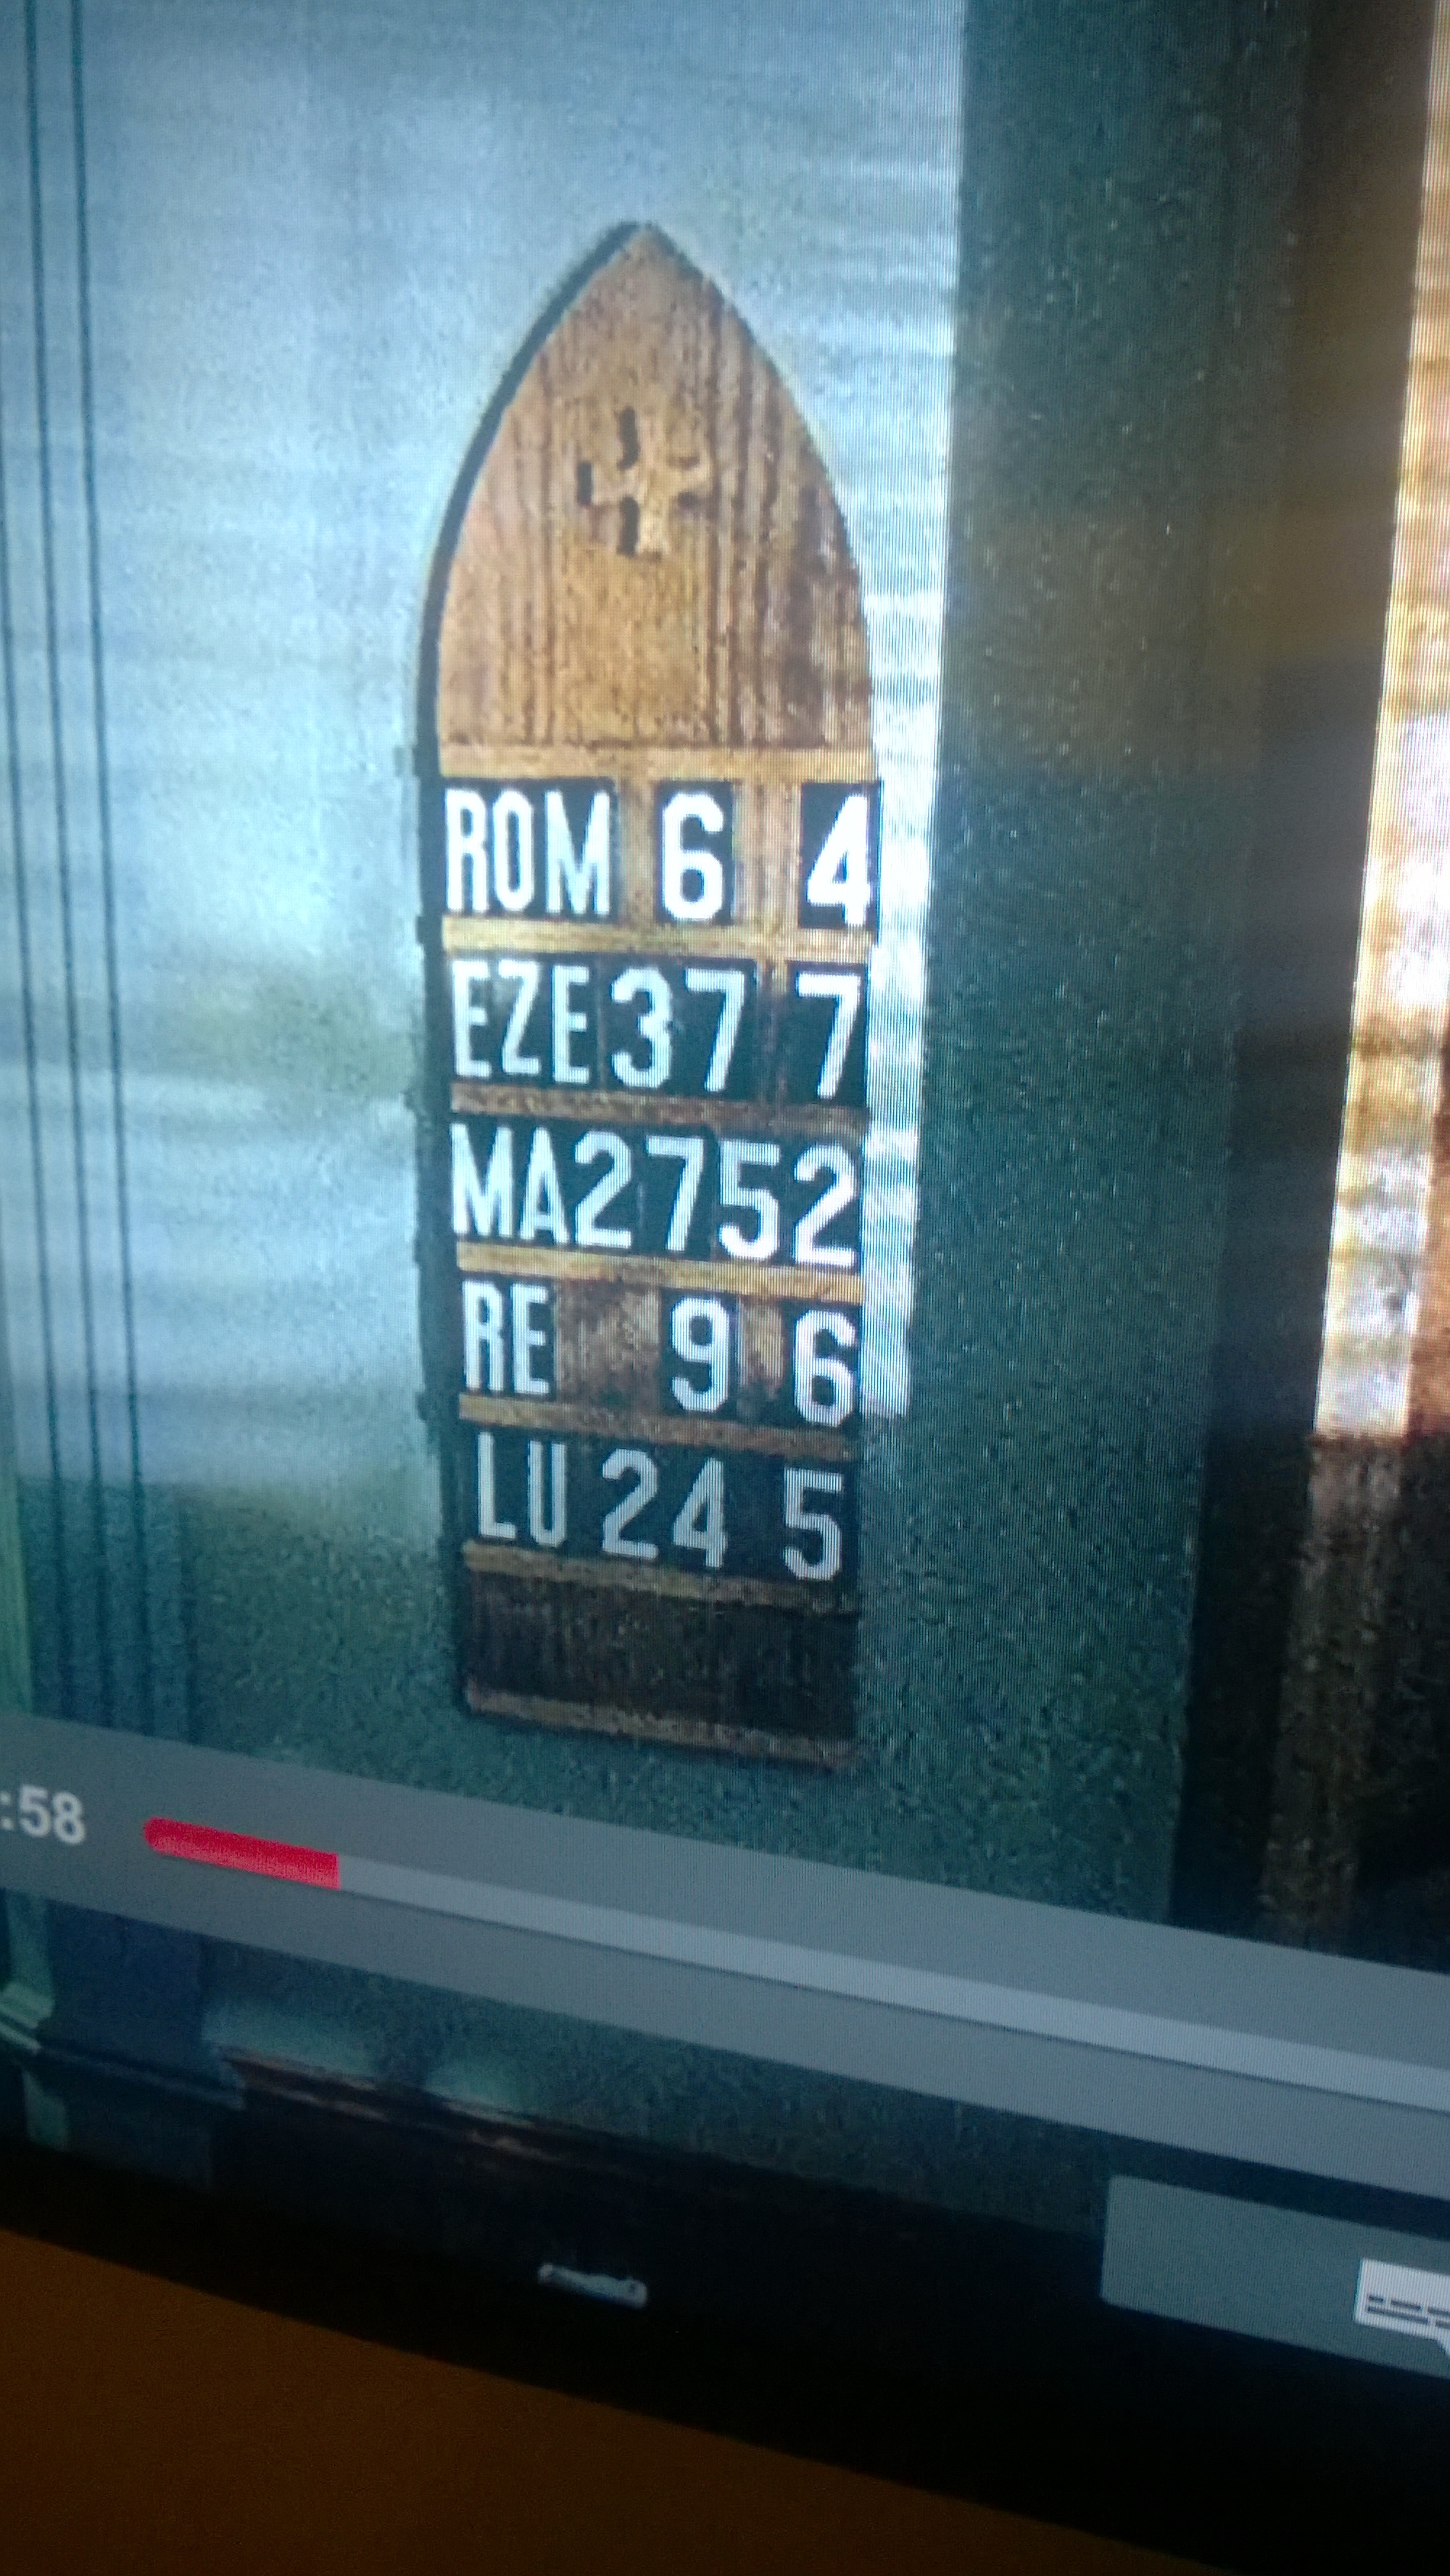 ROM 6 4
EZE 37 7
MA 27 52
RE 9 6
LU 24 5
:58